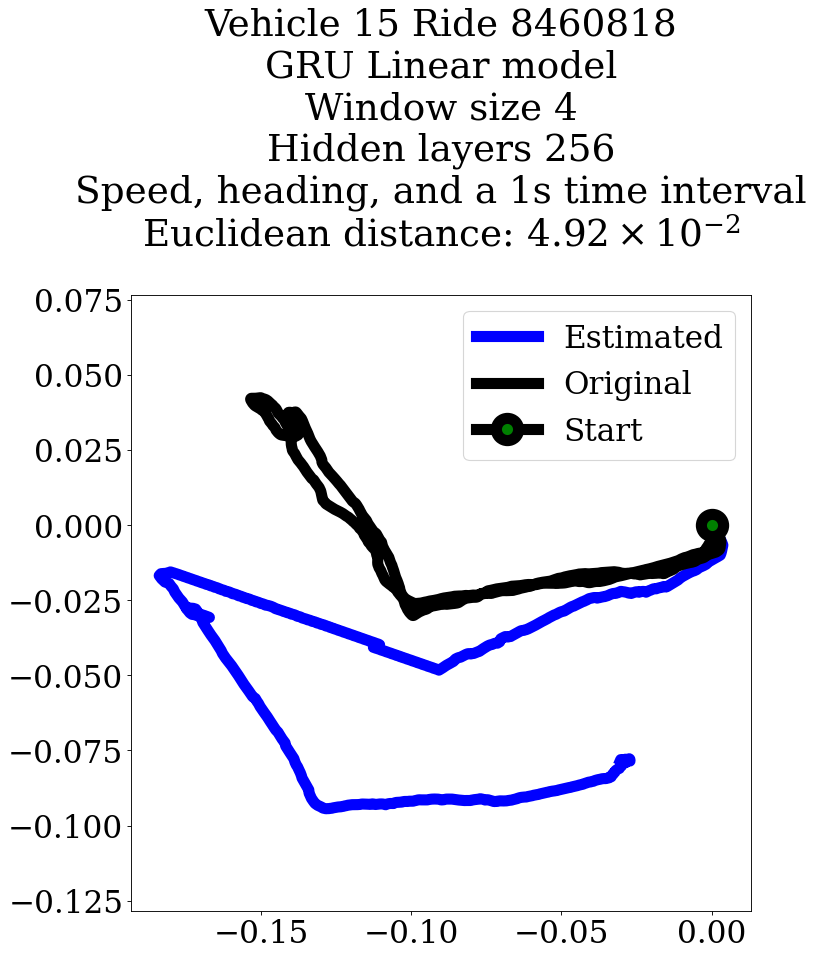 Vehicle 15 Ride 8460818
GRU Linear model
Window size 4
Hidden layers 256
Speed, heading, and a 1s time interval
Euclidean distance: 4.92 × 10⁻²
Estimated
Original
Start
0.075
0.050
0.025
0.000
−0.025
−0.050
−0.075
−0.100
−0.125
−0.15 −0.10 −0.05 0.00